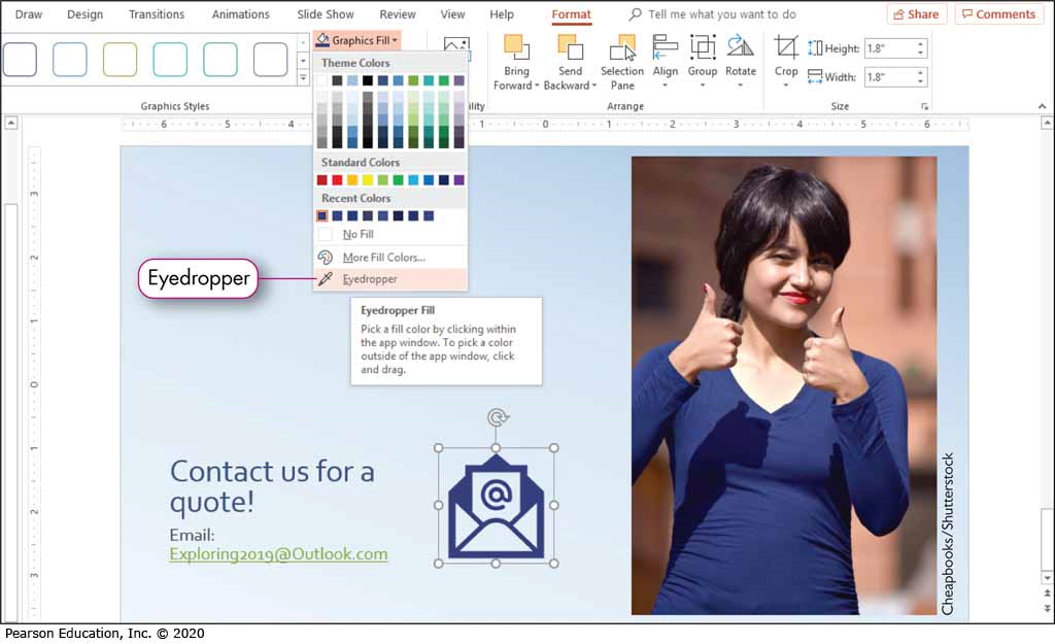 Draw Design Transitions Animations Slide Show Review View Help Format Tell me what you want to do Share Comments
Graphics Fill
Bring Forward
Send Backward
Selection Pane
Align
Group
Rotate
Crop
Height: 1.8"
Width: 1.8"
Graphics Styles
Arrange
Size
6 5 4 1 0 1 2 3 4 5 6
3
2
1
0
1
2
3
Theme Colors
Standard Colors
Recent Colors
No Fill
More Fill Colors...
Eyedropper
Eyedropper
Eyedropper Fill
Pick a fill color by clicking within
the app window. To pick a color
outside of the app window, click
and drag.
@
Contact us for a
quote!
Email:
Exploring2019@Outlook.com
Cheapbooks/Shutterstock
Pearson Education, Inc. © 2020